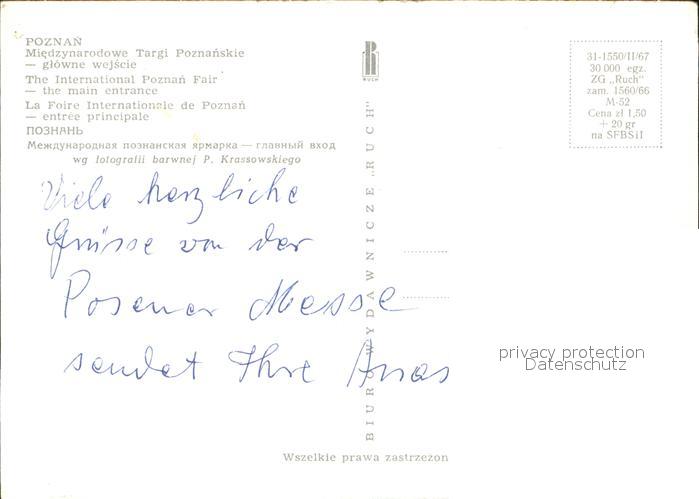 POZNAŃ
Międzynarodowe Targi Poznańskie
— główne wejście
The International Poznań Fair
— the main entrance
La Foire Internationale de Poznań
— entrée principale
ПОЗНАНЬ
Международная познанская ярмарка — главный вход
wg fotografii barwnej P. Krassowskiego
RUCH
31-1550/II/67
30 000 egz.
ZG „Ruch"
zam. 1560/66
M-52
Cena zł 1,50
+ 20 gr
na SFBSiI
BIURO WYDAWNICZE „RUCH"
Viele herzliche
Grüsse von der
Posener Messe
sendet Ihre
privacy protection
Datenschutz
Wszelkie prawa zastrzeżon